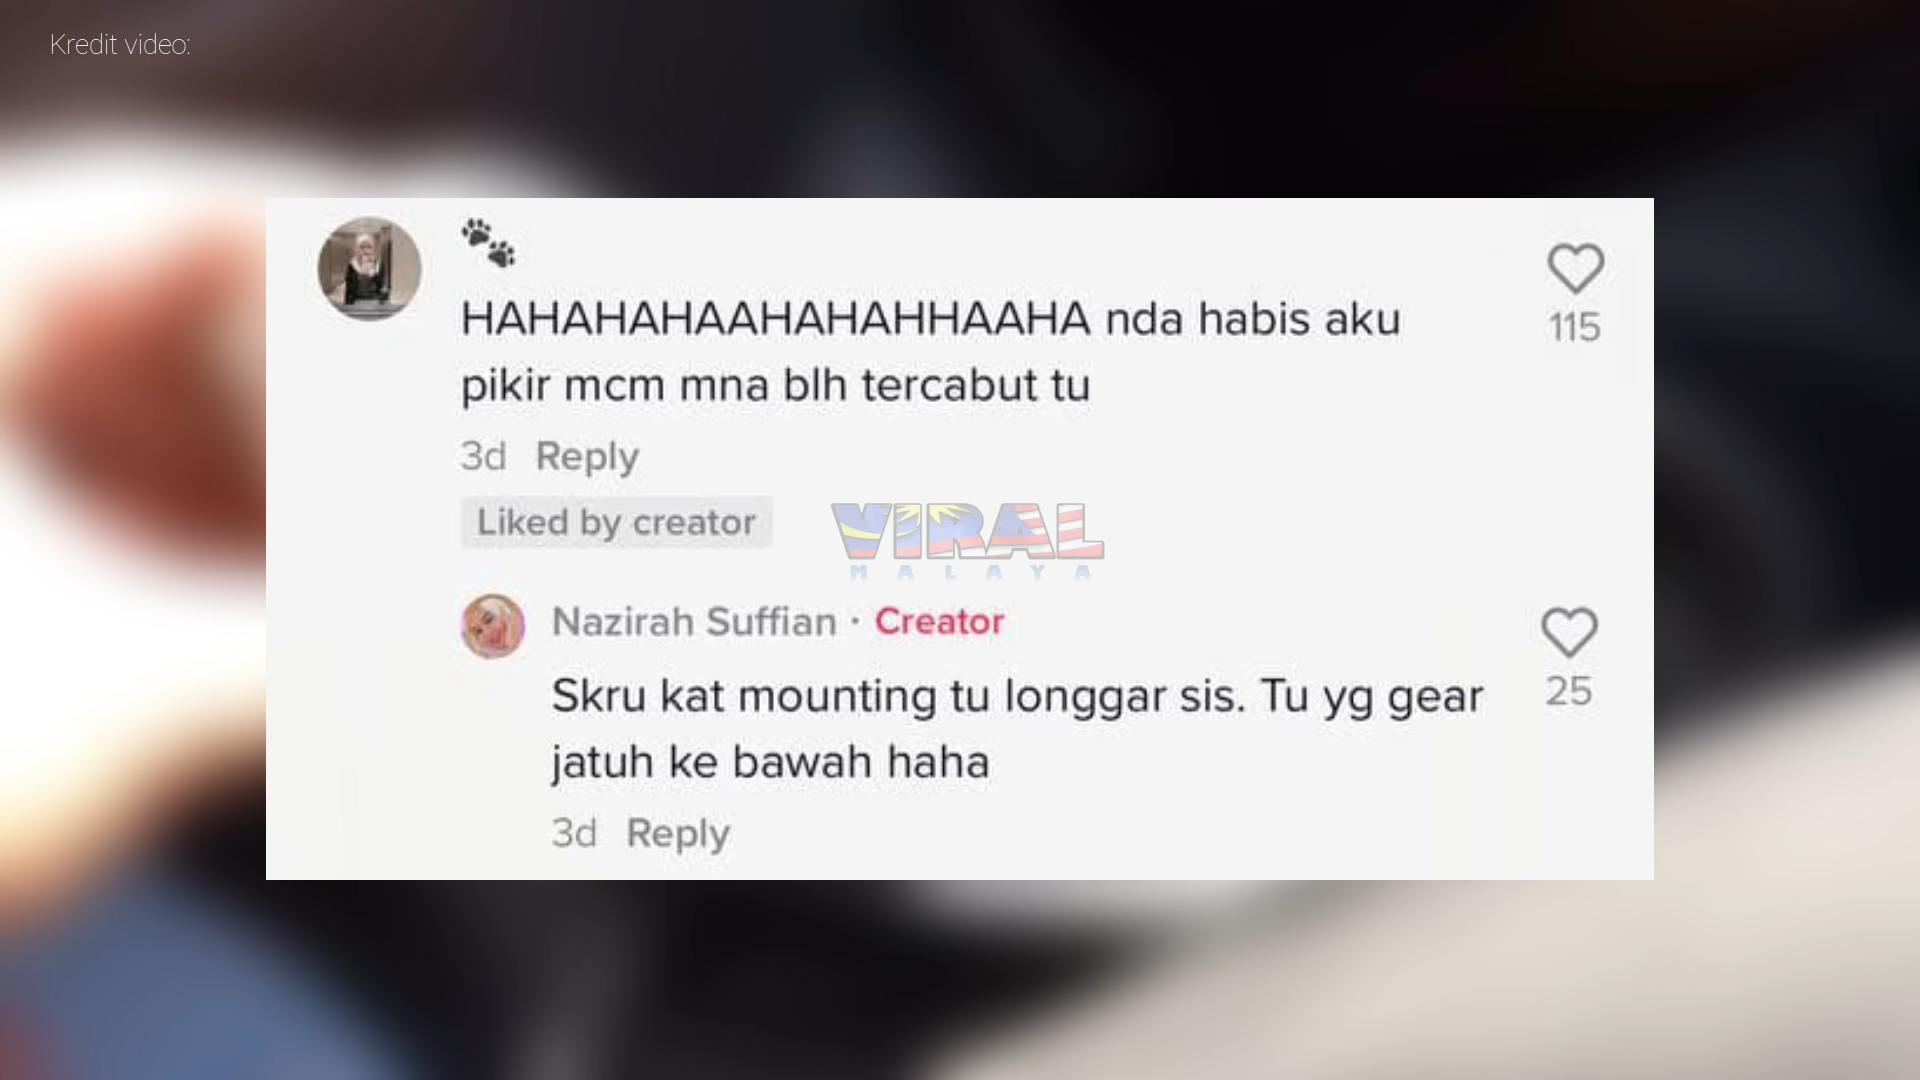 Kredit video:
HAHAHAHAAHAHAHAHHAAHA nda habis aku
115
pikir mcm mna blh tercabut tu
3d Reply
Liked by creator
VIRAL
MALAYA
Nazirah Suffian · Creator
Skru kat mounting tu longgar sis. Tu yg gear
25
jatuh ke bawah haha
3d Reply